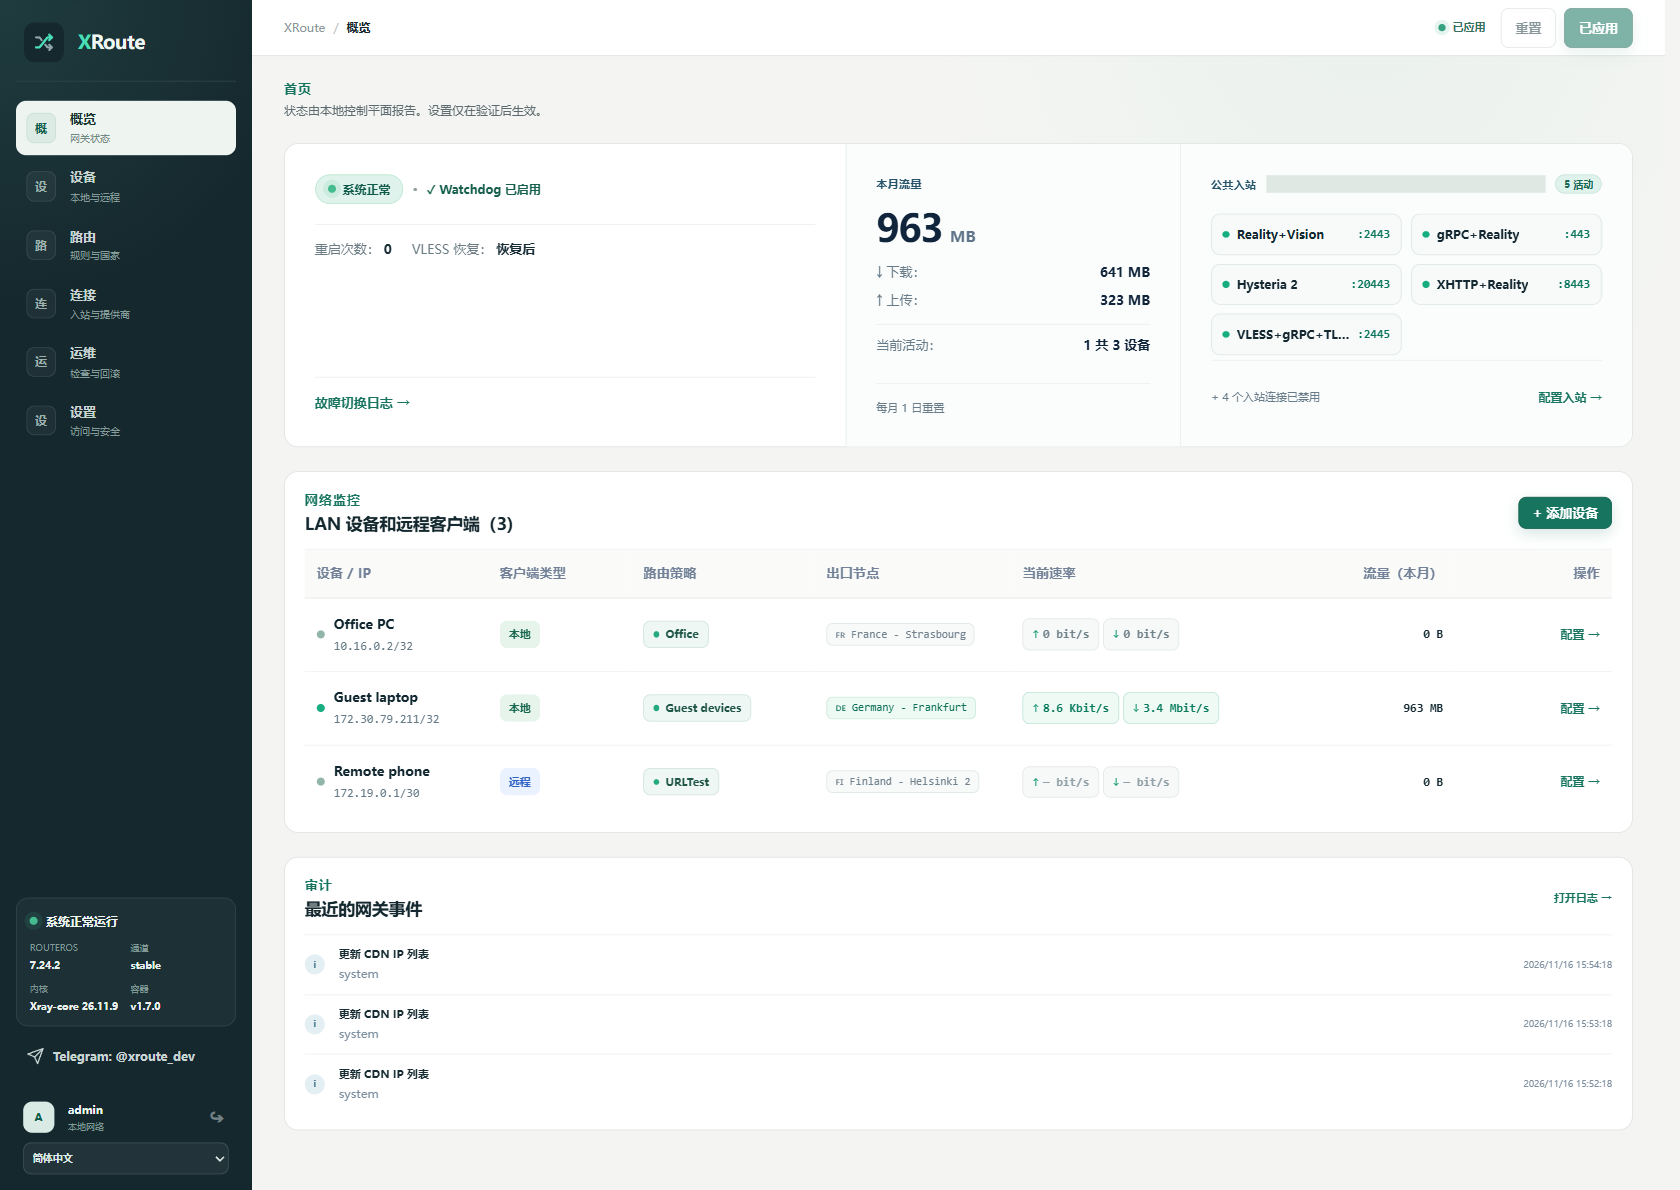 XRoute
概
概览
网关状态
设
设备
本地与远程
路
路由
规则与国家
连
连接
入站与提供商
运
运维
检查与回滚
设
设置
访问与安全
系统正常运行
ROUTEROS
7.24.2
通道
stable
内核
Xray-core 26.11.9
容器
v1.7.0
Telegram: @xroute_dev
A
admin
本地网络
简体中文
XRoute / 概览
已应用
重置
已应用
首页
状态由本地控制平面报告。设置仅在验证后生效。
系统正常 • ✓ Watchdog 已启用
重启次数： 0 VLESS 恢复： 恢复后
故障切换日志 →
本月流量
963 MB
↓ 下载： 641 MB
↑ 上传： 323 MB
当前活动： 1 共 3 设备
每月 1 日重置
公共入站 5 活动
Reality+Vision :2443
gRPC+Reality :443
Hysteria 2 :20443
XHTTP+Reality :8443
VLESS+gRPC+TL... :2445
+ 4 个入站连接已禁用
配置入站 →
网络监控
LAN 设备和远程客户端（3）
+ 添加设备
设备 / IP 客户端类型 路由策略 出口节点 当前速率 流量（本月） 操作
Office PC
10.16.0.2/32
本地 Office FR France - Strasbourg ↑ 0 bit/s ↓ 0 bit/s 0 B 配置 →
Guest laptop
172.30.79.211/32
本地 Guest devices DE Germany - Frankfurt ↑ 8.6 Kbit/s ↓ 3.4 Mbit/s 963 MB 配置 →
Remote phone
172.19.0.1/30
远程 URLTest FI Finland - Helsinki 2 ↑ — bit/s ↓ — bit/s 0 B 配置 →
审计
最近的网关事件
打开日志 →
i
更新 CDN IP 列表
system
2026/11/16 15:54:18
i
更新 CDN IP 列表
system
2026/11/16 15:53:18
i
更新 CDN IP 列表
system
2026/11/16 15:52:18